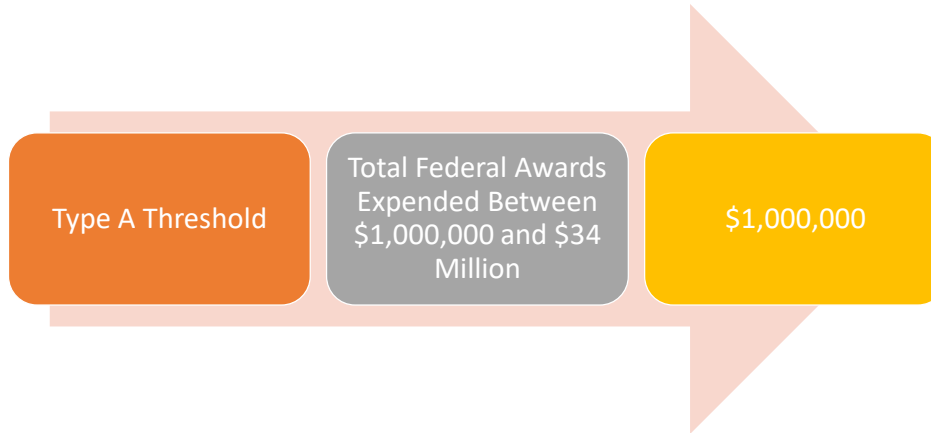 Type A Threshold
Total Federal Awards
Expended Between
$1,000,000 and $34
Million
$1,000,000